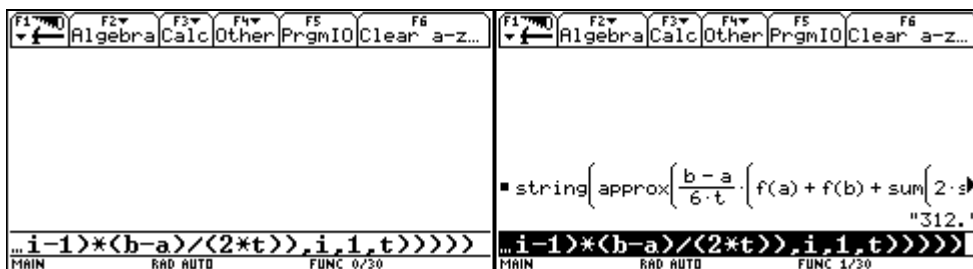 F1 F2 F3 F4 F5 F6
Algebra Calc Other PrgmIO Clear a-z…
…i-1)*(b-a)/(2*t)),i,1,t)))))
MAIN RAD AUTO FUNC 0/30
F1 F2 F3 F4 F5 F6
Algebra Calc Other PrgmIO Clear a-z…
string(approx(b - a / 6·t · (f(a) + f(b) + sum(2·s
"312."
…i-1)*(b-a)/(2*t)),i,1,t)))))
MAIN RAD AUTO FUNC 1/30